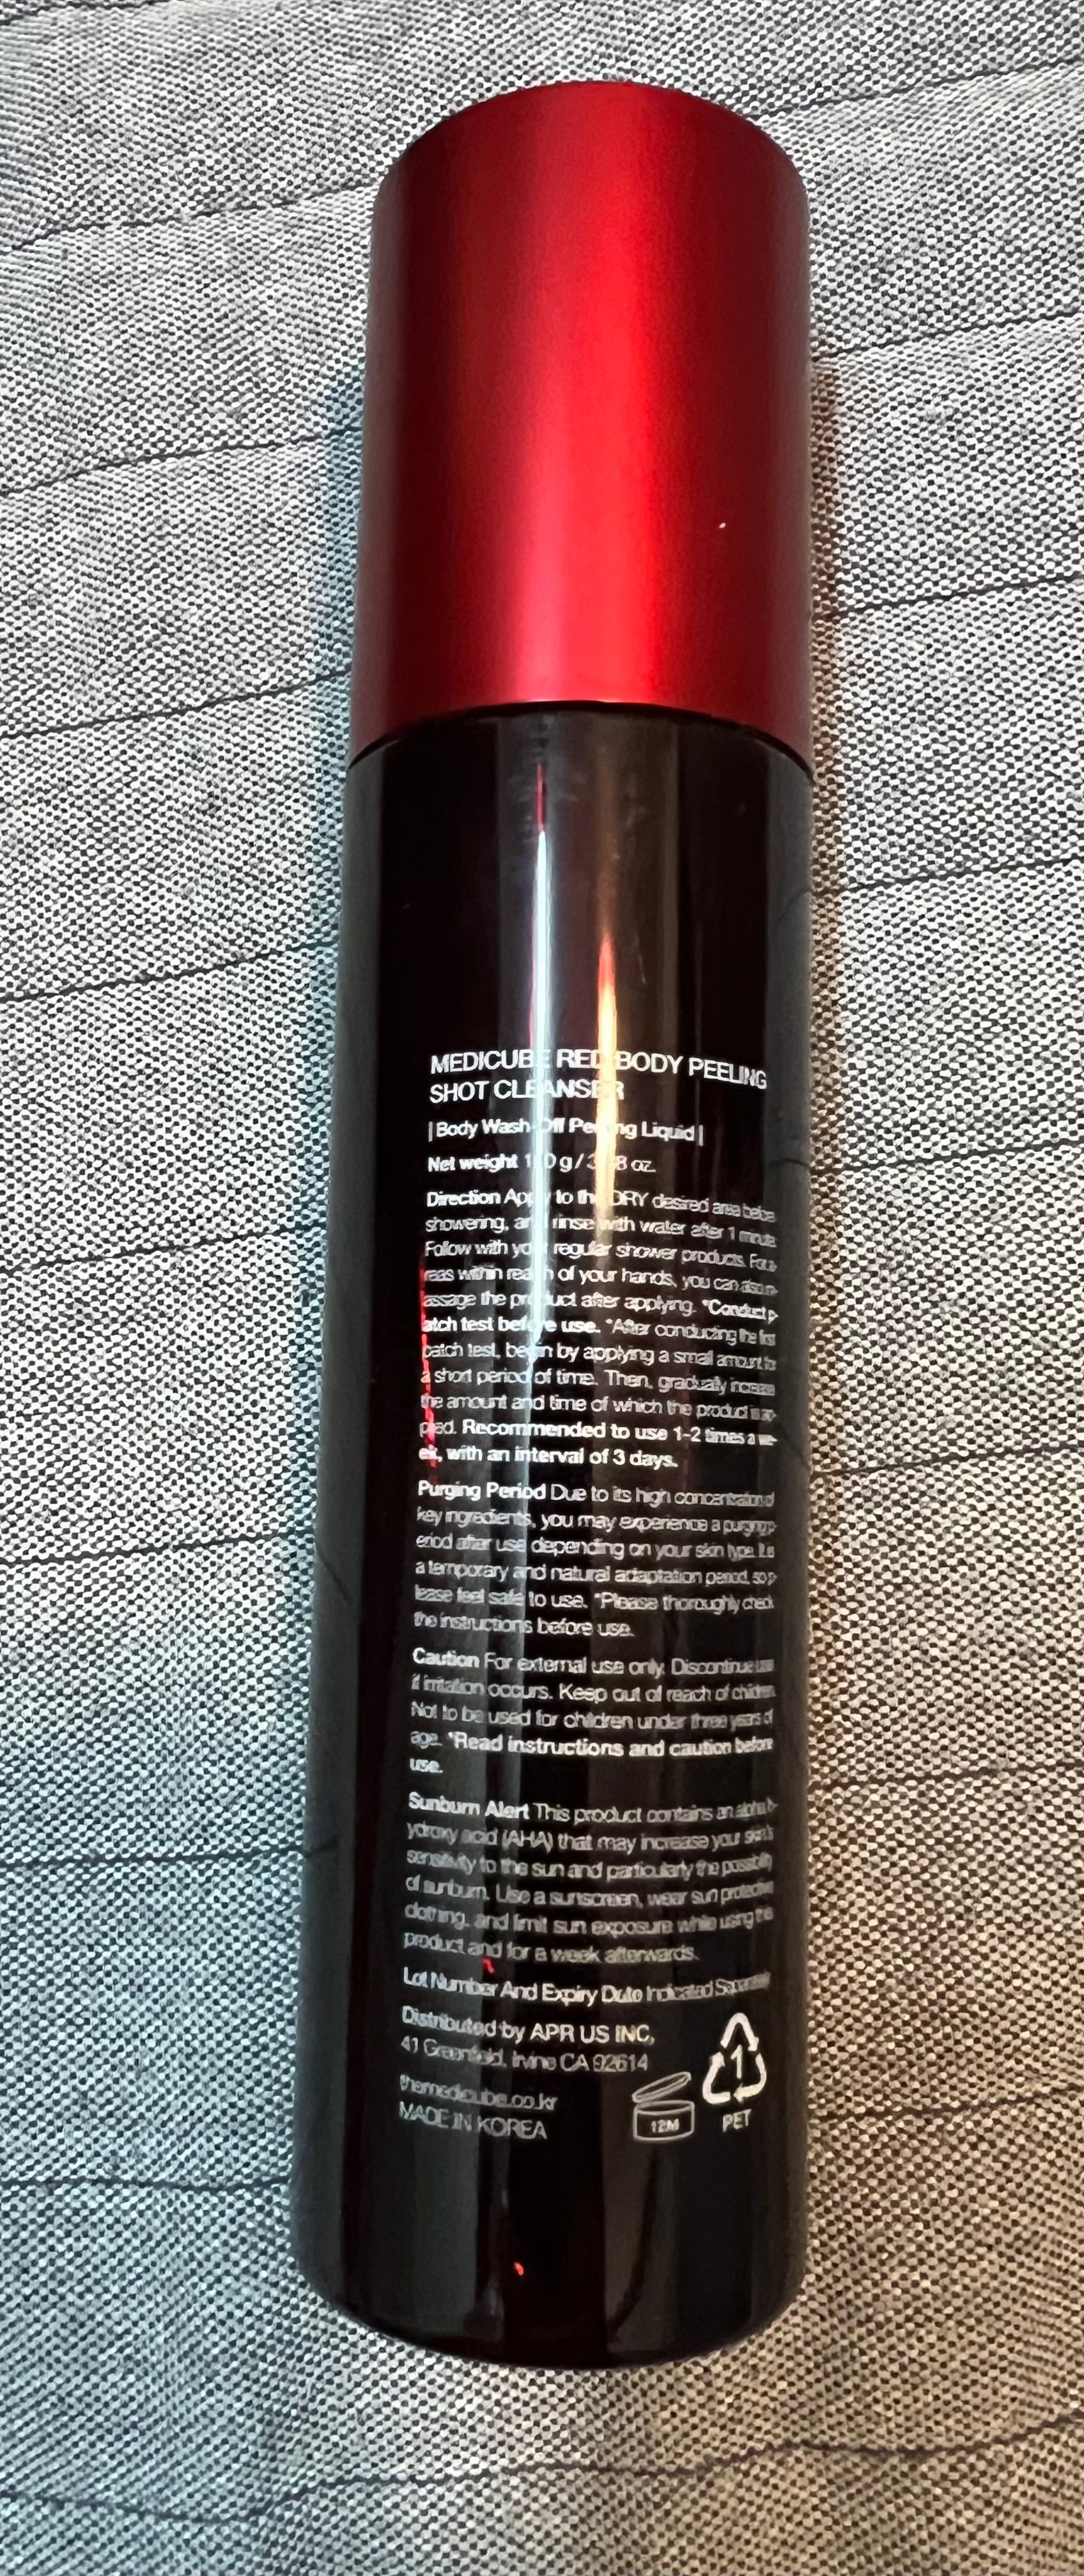 MEDICUBE RED BODY PEELING
SHOT CLEANSER
| Body Wash-Off Peeling Liquid |
Net weight g / oz.
Direction Apply to the DRY desired area before
showering, and rinse with water after 1 minute.
Follow with your regular shower products. For a-
reas within reach of your hands, you can also m-
assage the product after applying. *Conduct p-
atch test before use. *After conducting the first
patch test, begin by applying a small amount for
a short period of time. Then, gradually increase
the amount and time of which the product is ap-
plied. Recommended to use 1-2 times a we-
ek, with an interval of 3 days.
Purging Period Due to its high concentration of
key ingredients, you may experience a purging p-
eriod after use depending on your skin type. It is
a temporary and natural adaptation period, so p-
lease feel safe to use. *Please thoroughly check
the instructions before use.
Caution For external use only. Discontinue use
if irritation occurs. Keep out of reach of children.
Not to be used for children under three years of
age. *Read instructions and caution before
use.
Sunburn Alert This product contains an alpha h-
ydroxy acid (AHA) that may increase your skin's
sensitivity to the sun and particularly the possibility
of sunburn. Use a sunscreen, wear sun protective
clothing, and limit sun exposure while using this
product and for a week afterwards.
Lot Number And Expiry Date Indicated Separately
Distributed by APR US INC,
41 Greenfield, Irvine CA 92614
themedicube.co.kr
MADE IN KOREA
12M
1
PET